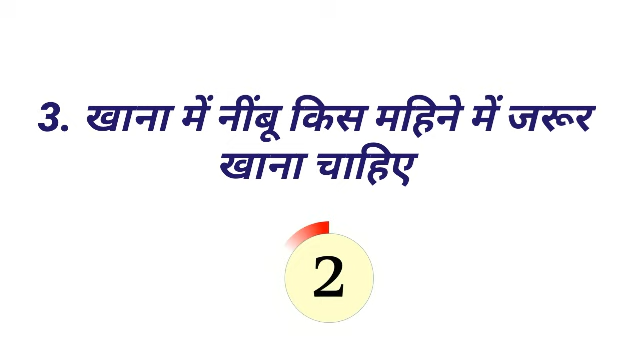 3. खाना में नींबू किस महिने में जरूर
खाना चाहिए
2